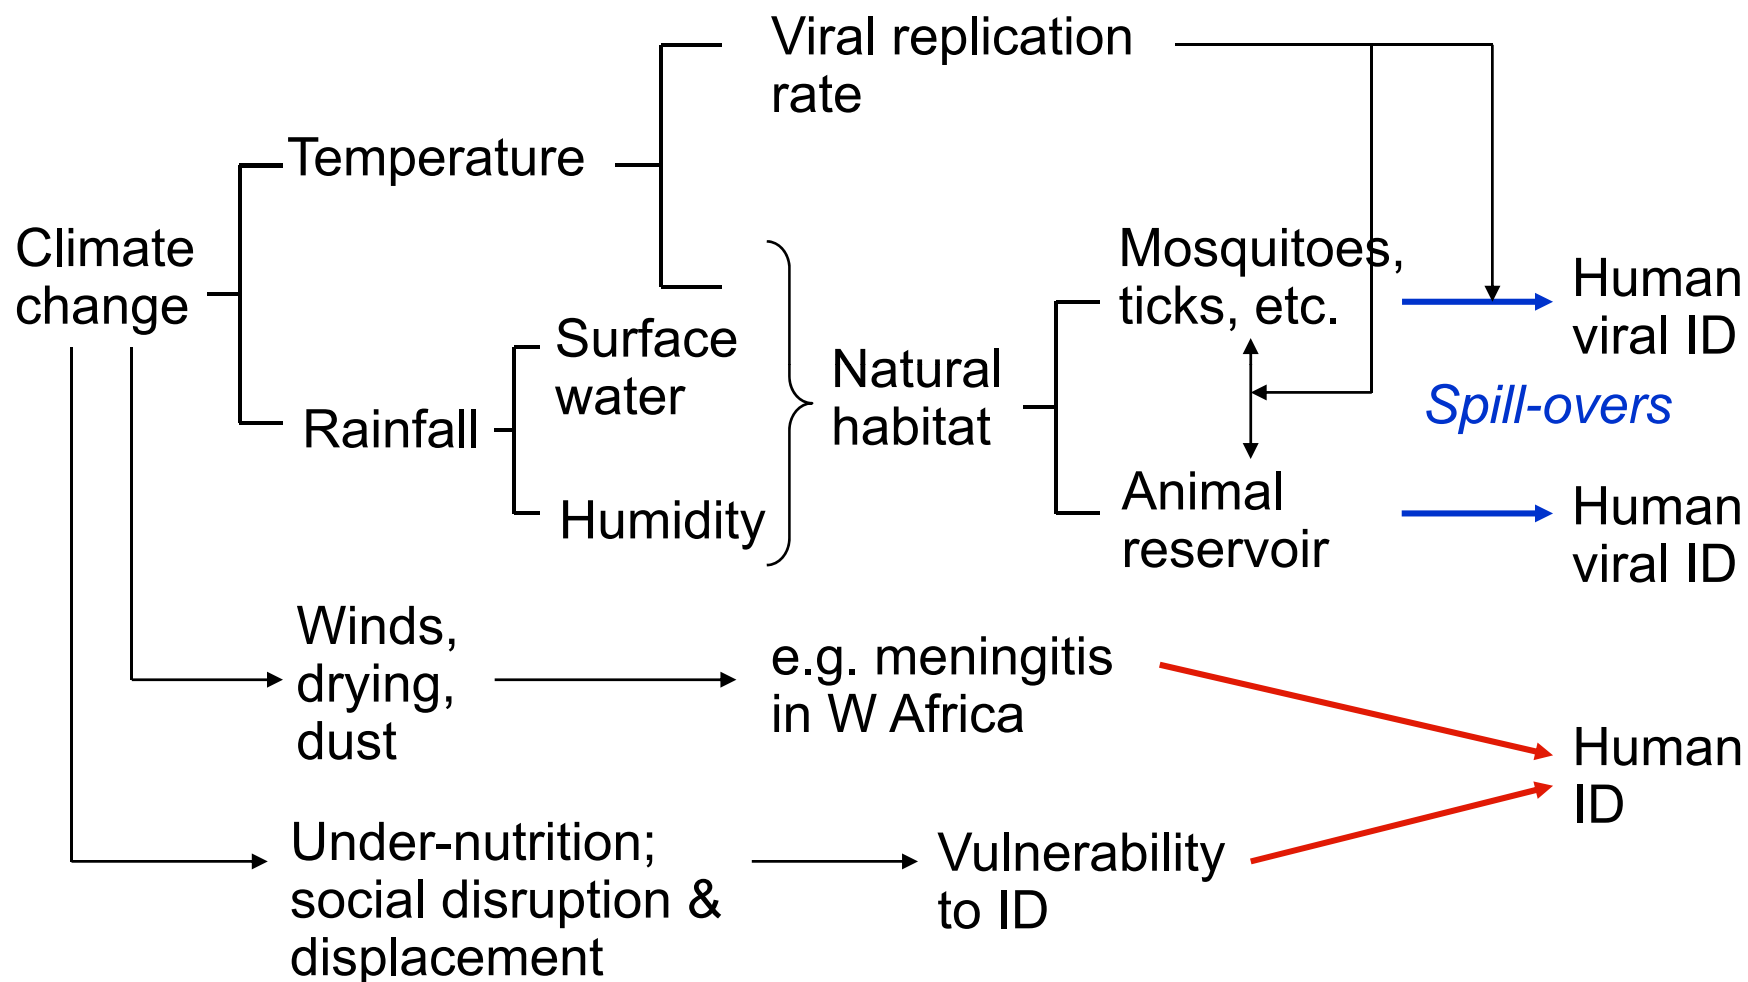 Viral replication
rate
Temperature
Climate
change
Mosquitoes,
ticks, etc.
Human
viral ID
Surface
water
Natural
habitat
Spill-overs
Rainfall
Humidity
Animal
reservoir
Human
viral ID
Winds,
drying,
dust
e.g. meningitis
in W Africa
Human
ID
Under-nutrition;
social disruption &
displacement
Vulnerability
to ID